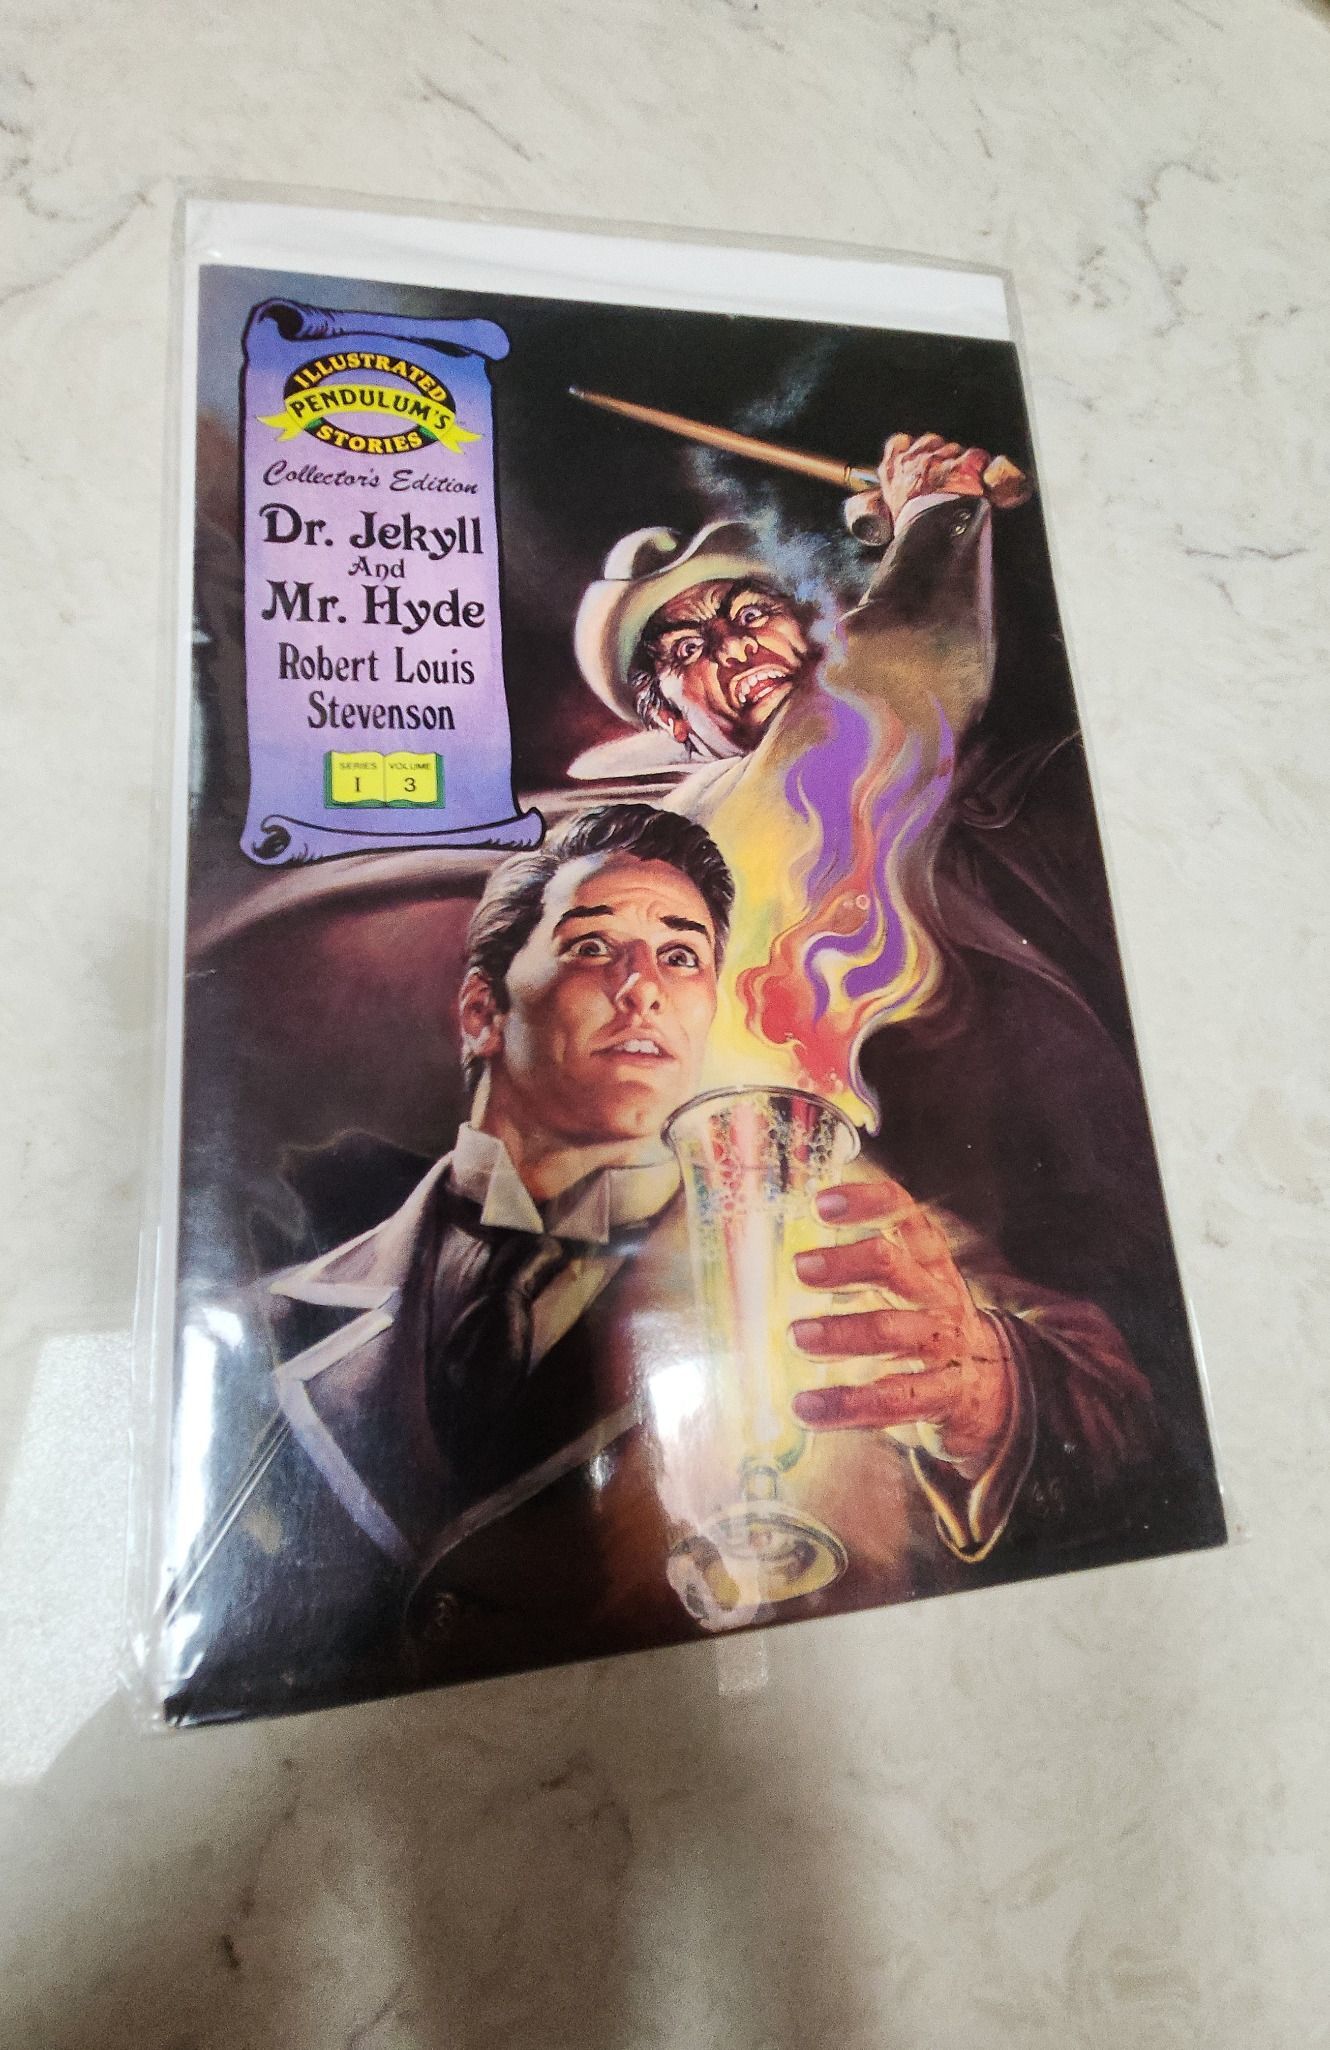 ILLUSTRATED
PENDULUM'S
STORIES
Collector's Edition
Dr. Jekyll
And
Mr. Hyde
Robert Louis
Stevenson
SERIES VOLUME
I 3